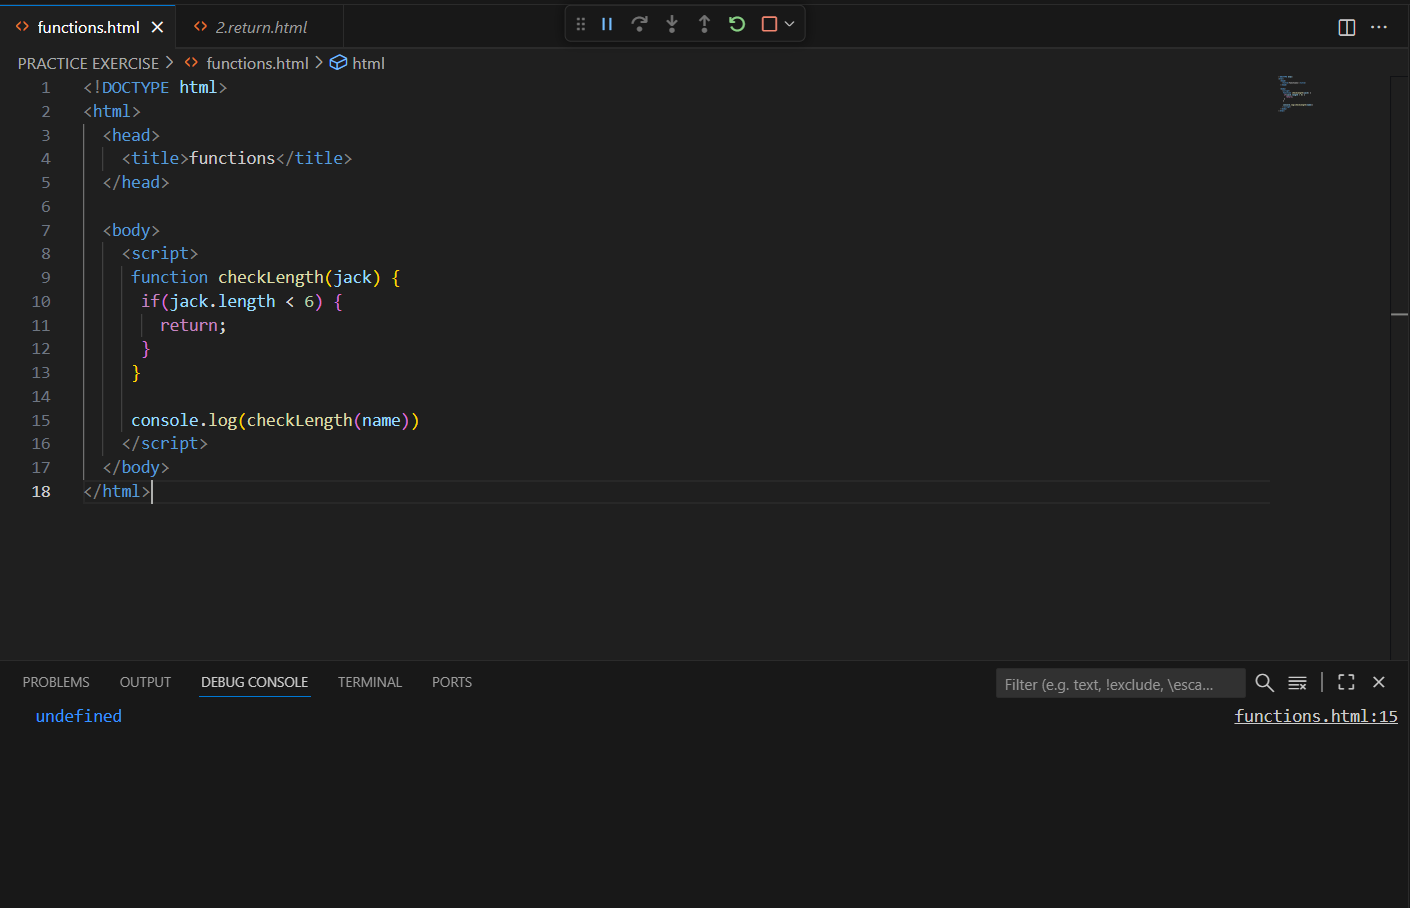 functions.html
2.return.html
PRACTICE EXERCISE > functions.html > html
1 <!DOCTYPE html>
2 <html>
3 <head>
4 <title>functions</title>
5 </head>
6
7 <body>
8 <script>
9 function checkLength(jack) {
10 if(jack.length < 6) {
11 return;
12 }
13 }
14
15 console.log(checkLength(name))
16 </script>
17 </body>
18 </html>
PROBLEMS OUTPUT DEBUG CONSOLE TERMINAL PORTS Filter (e.g. text, !exclude, \esca...
undefined functions.html:15